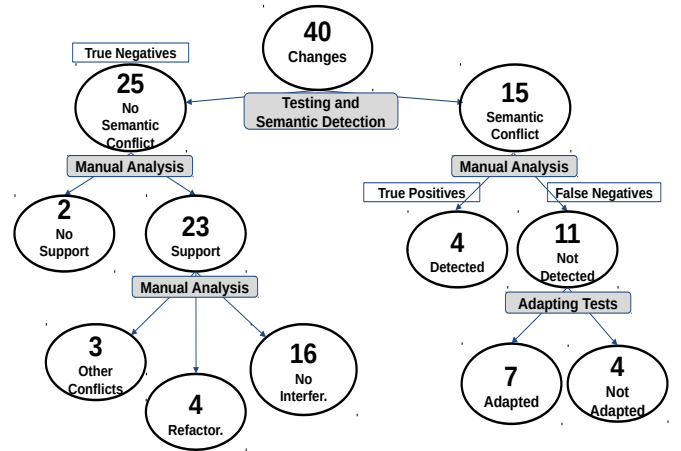 40
Changes
True Negatives
25
No
Semantic
Conflict
Testing and
Semantic Detection
15
Semantic
Conflict
Manual Analysis
Manual Analysis
True Positives
False Negatives
2
No
Support
23
Support
4
Detected
11
Not
Detected
Manual Analysis
Adapting Tests
3
Other
Conflicts
4
Refactor.
16
No
Interfer.
7
Adapted
4
Not
Adapted